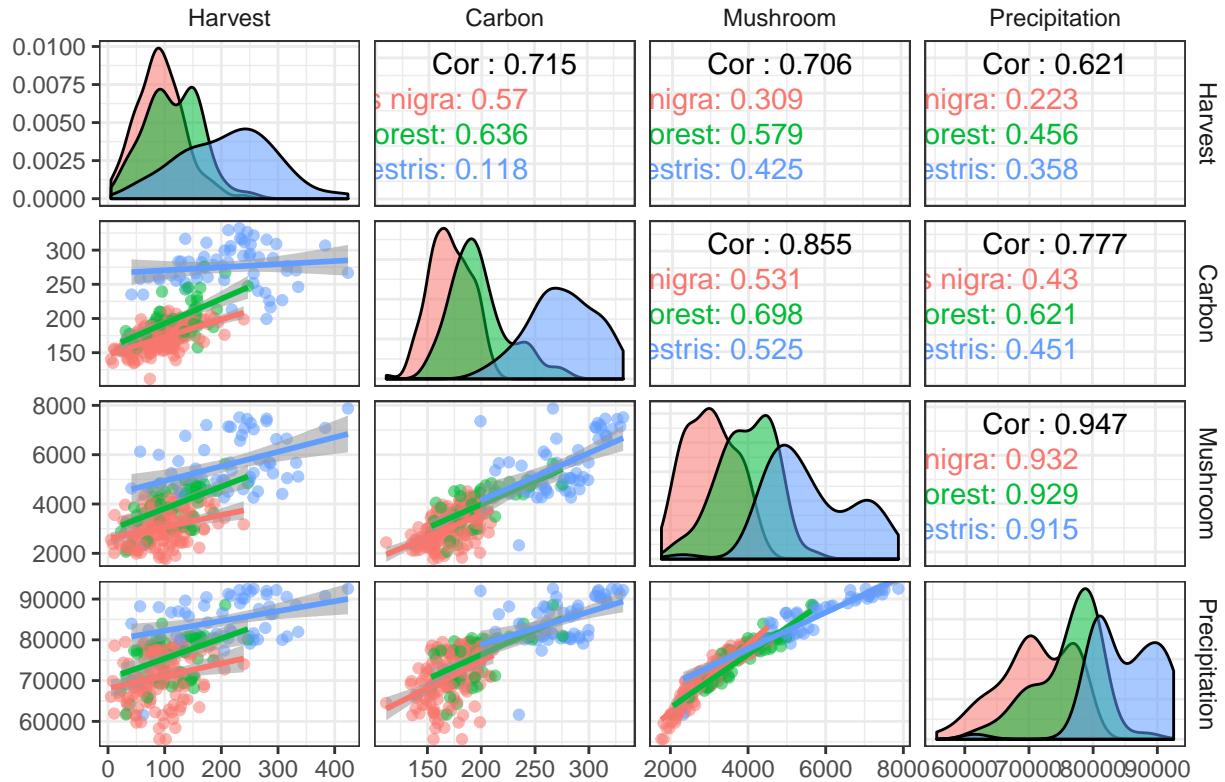 Harvest Carbon Mushroom Precipitation
0.0100
0.0075
0.0050
0.0025
0.0000
Cor : 0.715
s nigra: 0.57
orest: 0.636
estris: 0.118
Cor : 0.706
nigra: 0.309
orest: 0.579
estris: 0.425
Cor : 0.621
nigra: 0.223
orest: 0.456
estris: 0.358
Harvest
300
250
200
150
Cor : 0.855
nigra: 0.531
orest: 0.698
estris: 0.525
Cor : 0.777
s nigra: 0.43
orest: 0.621
estris: 0.451
Carbon
8000
6000
4000
2000
Cor : 0.947
nigra: 0.932
orest: 0.929
estris: 0.915
Mushroom
90000
80000
70000
60000
Precipitation
0 100 200 300 400
150 200 250 300
2000 4000 6000 8000
60000 70000 80000 90000